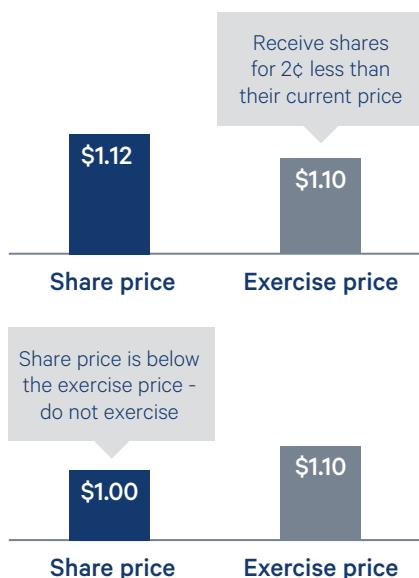 Receive shares
for 2¢ less than
their current price
$1.12
$1.10
Share price
Exercise price
Share price is below
the exercise price -
do not exercise
$1.00
$1.10
Share price
Exercise price